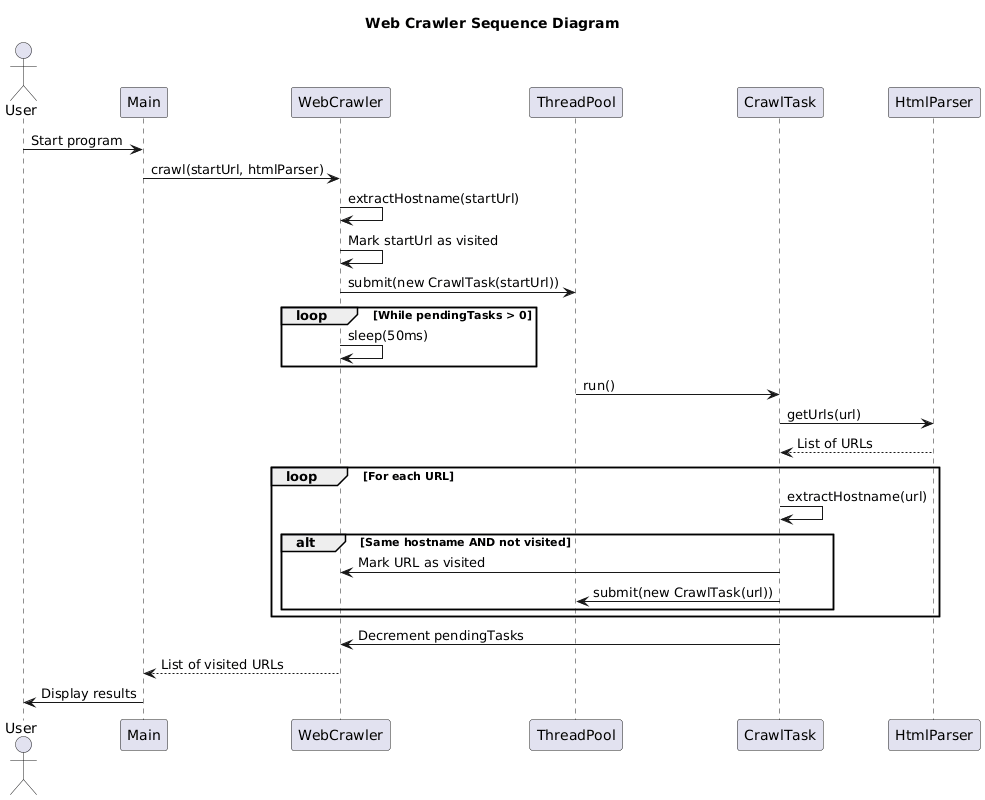 Web Crawler Sequence Diagram
User
Main
WebCrawler
ThreadPool
CrawlTask
HtmlParser
Start program
crawl(startUrl, htmlParser)
extractHostname(startUrl)
Mark startUrl as visited
submit(new CrawlTask(startUrl))
loop [While pendingTasks > 0]
sleep(50ms)
run()
getUrls(url)
List of URLs
loop [For each URL]
extractHostname(url)
alt [Same hostname AND not visited]
Mark URL as visited
submit(new CrawlTask(url))
Decrement pendingTasks
List of visited URLs
Display results
User
Main
WebCrawler
ThreadPool
CrawlTask
HtmlParser